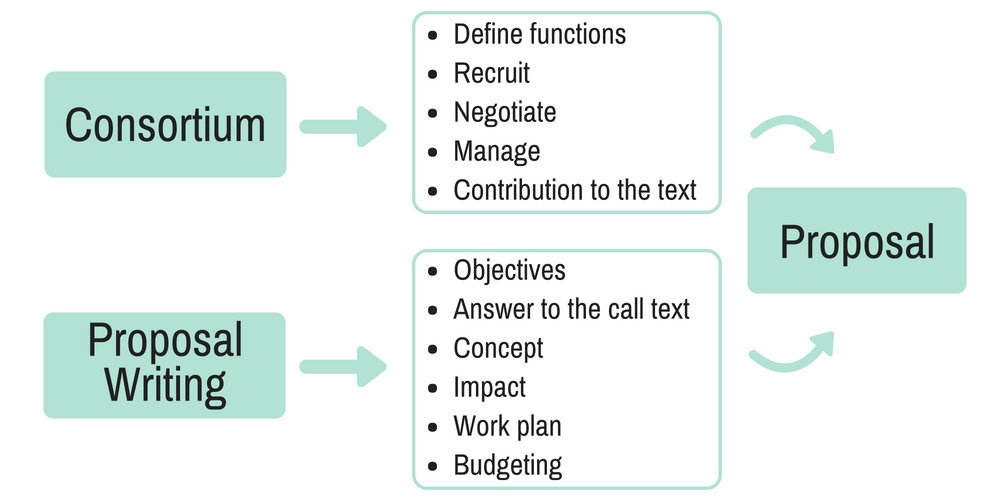 Consortium
• Define functions
• Recruit
• Negotiate
• Manage
• Contribution to the text
Proposal
Writing
• Objectives
• Answer to the call text
• Concept
• Impact
• Work plan
• Budgeting
Proposal